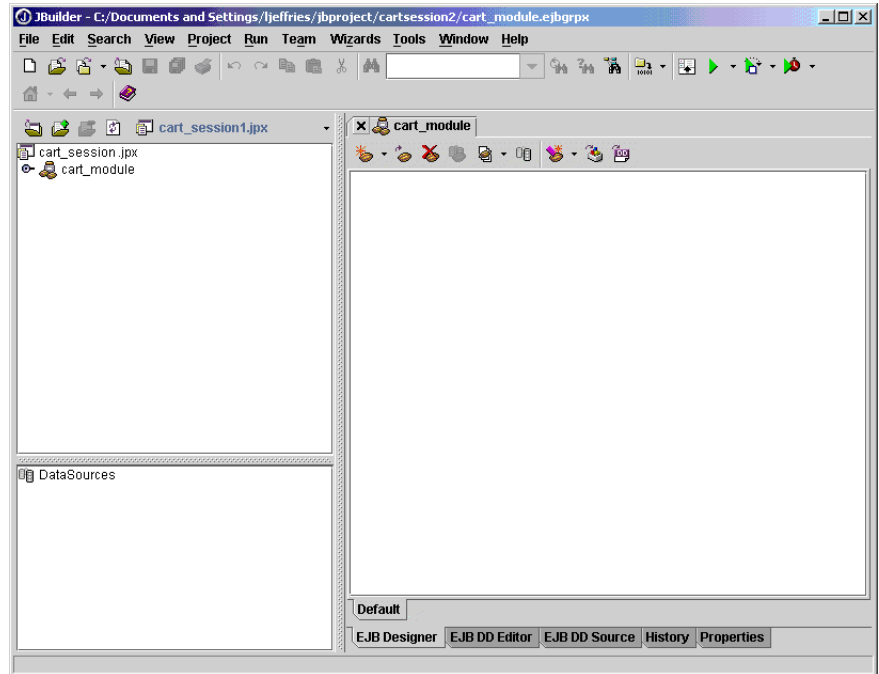 JBuilder - C:/Documents and Settings/ljeffries/jbproject/cartsession2/cart_module.ejbgrpx
File Edit Search View Project Run Team Wizards Tools Window Help
cart_session1.jpx
cart_module
cart_session.jpx
cart_module
DataSources
Default
EJB Designer EJB DD Editor EJB DD Source History Properties